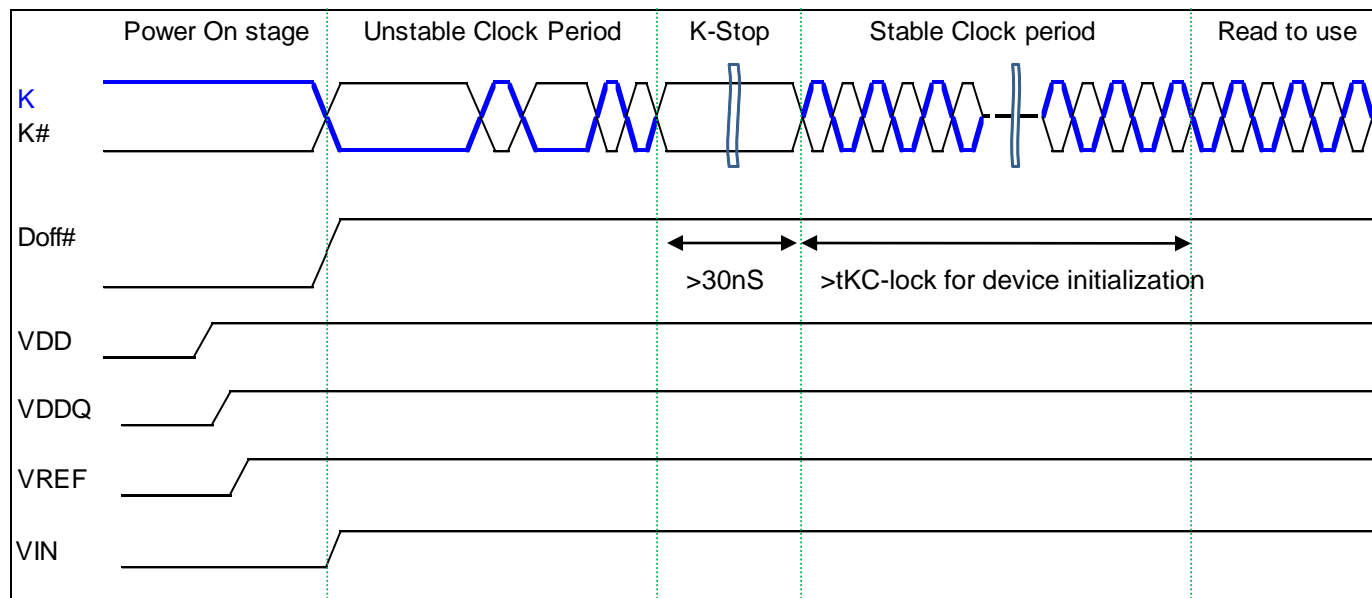 Power On stage Unstable Clock Period K-Stop Stable Clock period Read to use
K
K#
Doff#
>30nS >tKC-lock for device initialization
VDD
VDDQ
VREF
VIN